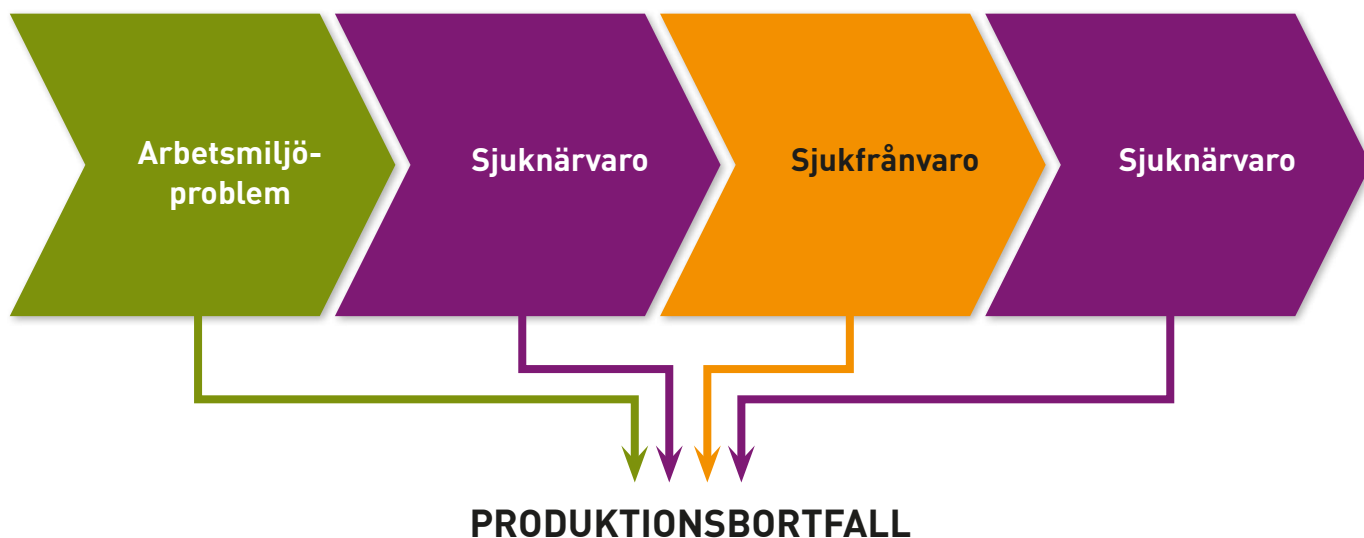 Arbetsmiljö-
problem
Sjuknärvaro
Sjukfrånvaro
Sjuknärvaro
PRODUKTIONSBORTFALL